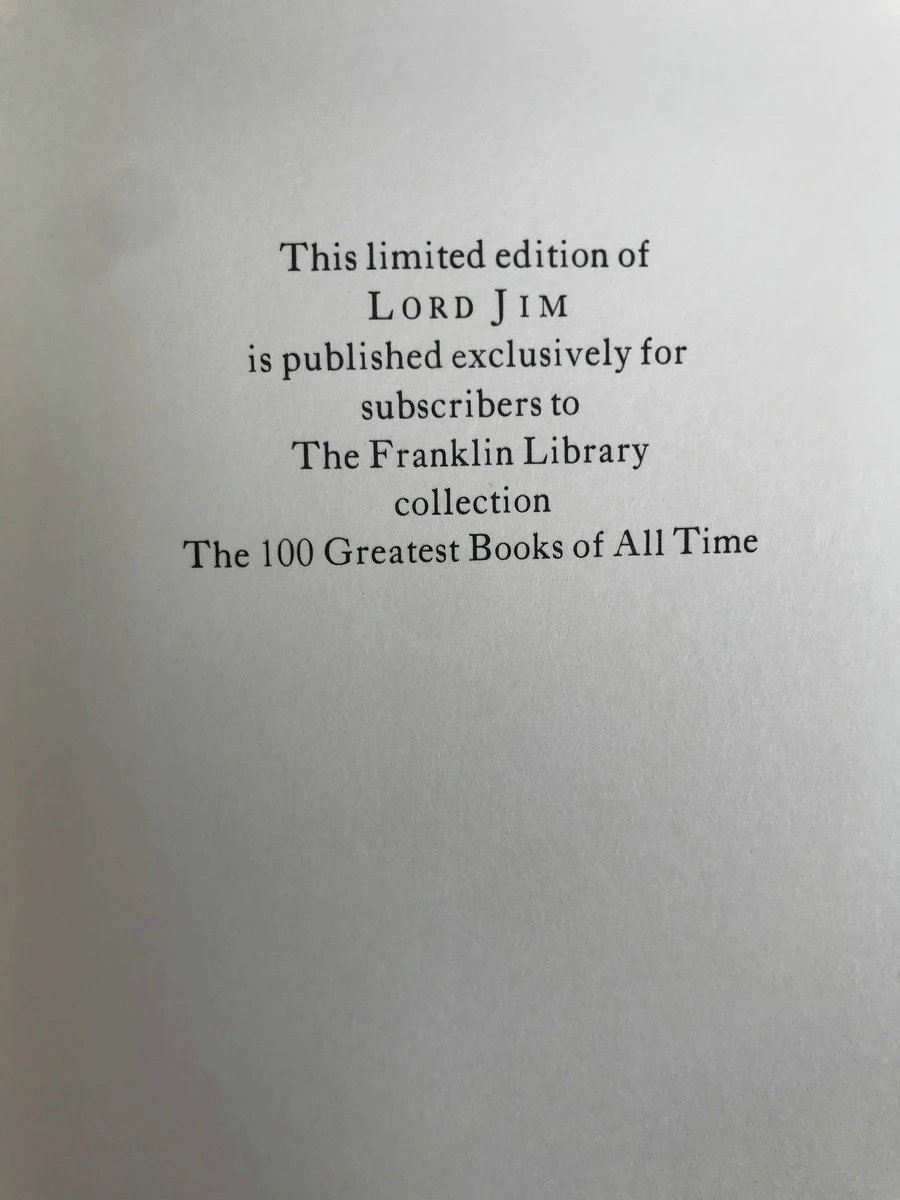 This limited edition of
LORD JIM
is published exclusively for
subscribers to
The Franklin Library
collection
The 100 Greatest Books of All Time